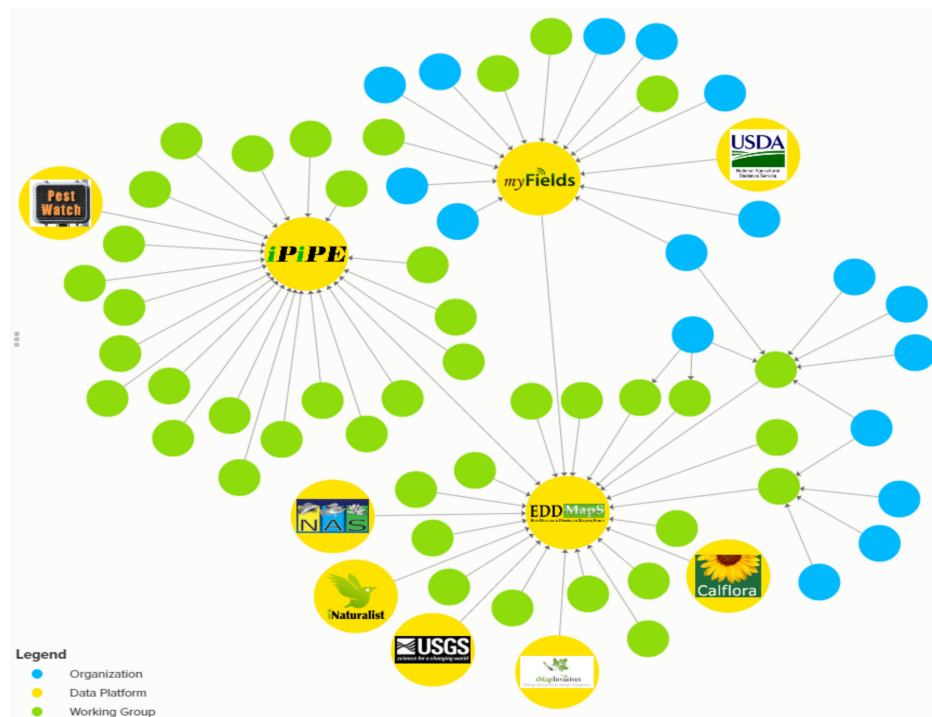 USDA
National Agricultural
Statistics Service
myFields
Pest
Watch
iPiPE
EDDMapS
NAS
Calflora
iNaturalist
USGS
science for a changing world
iMapInvasives
Legend
Organization
Data Platform
Working Group